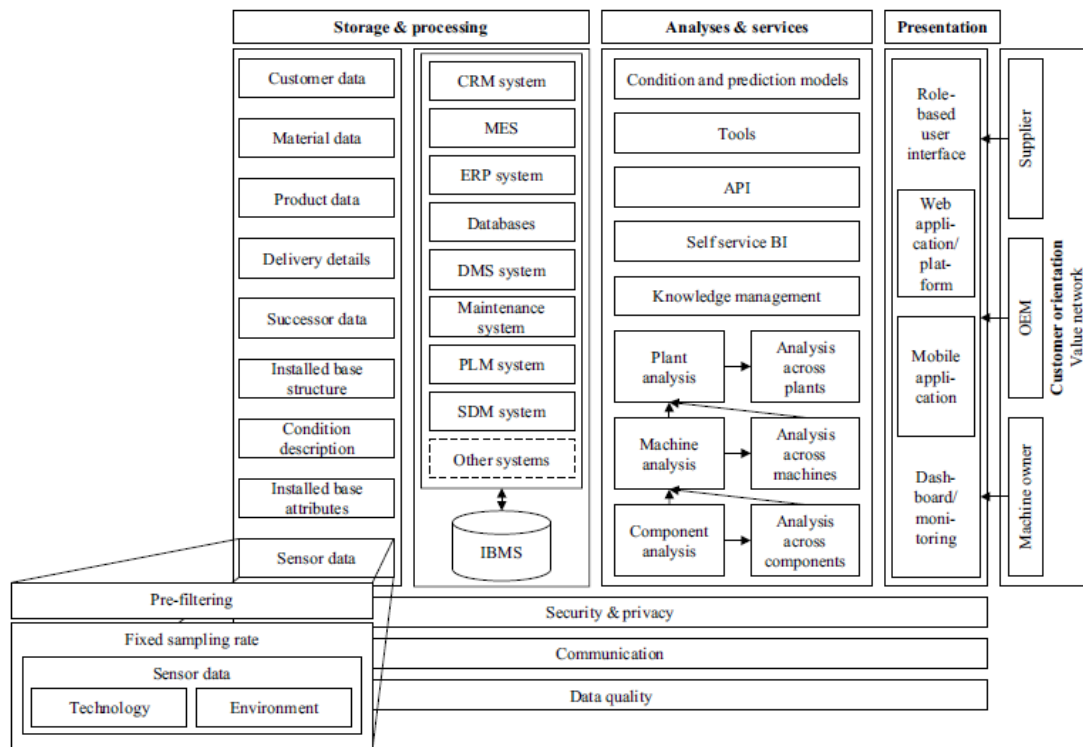 Storage & processing
Analyses & services
Presentation
Customer data
Material data
Product data
Delivery details
Successor data
Installed base
structure
Condition
description
Installed base
attributes
Sensor data
CRM system
MES
ERP system
Databases
DMS system
Maintenance
system
PLM system
SDM system
Other systems
IBMS
Condition and prediction models
Tools
API
Self service BI
Knowledge management
Plant
analysis
Analysis
across
plants
Machine
analysis
Analysis
across
machines
Component
analysis
Analysis
across
components
Role-
based
user
interface
Web
appli-
cation/
plat-
form
Mobile
appli-
cation
Dash-
board/
moni-
toring
Supplier
OEM
Machine owner
Customer orientation
Value network
Pre-filtering
Fixed sampling rate
Sensor data
Technology
Environment
Security & privacy
Communication
Data quality